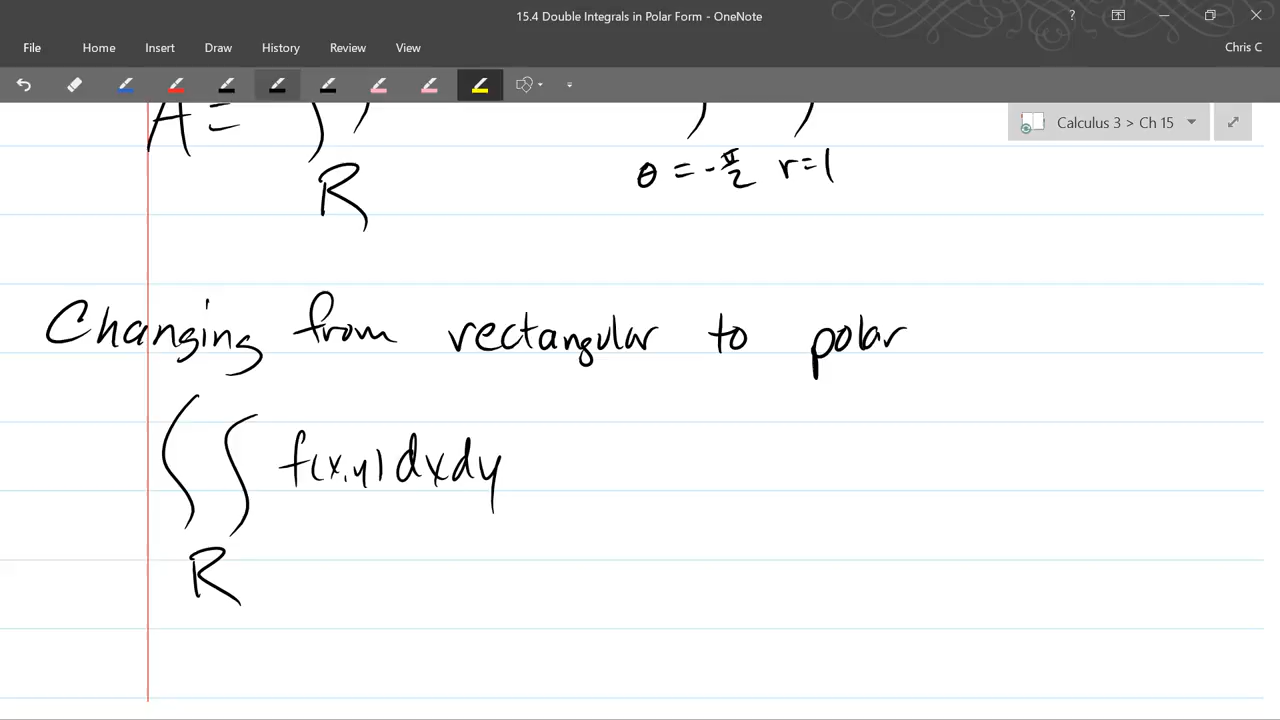 15.4 Double Integrals in Polar Form - OneNote
?
File Home Insert Draw History Review View
Chris C
Calculus 3 > Ch 15
A = ∫∫
R
θ = -π/2 r=1
Changing from rectangular to polar
∫∫ f(x,y) dx dy
R